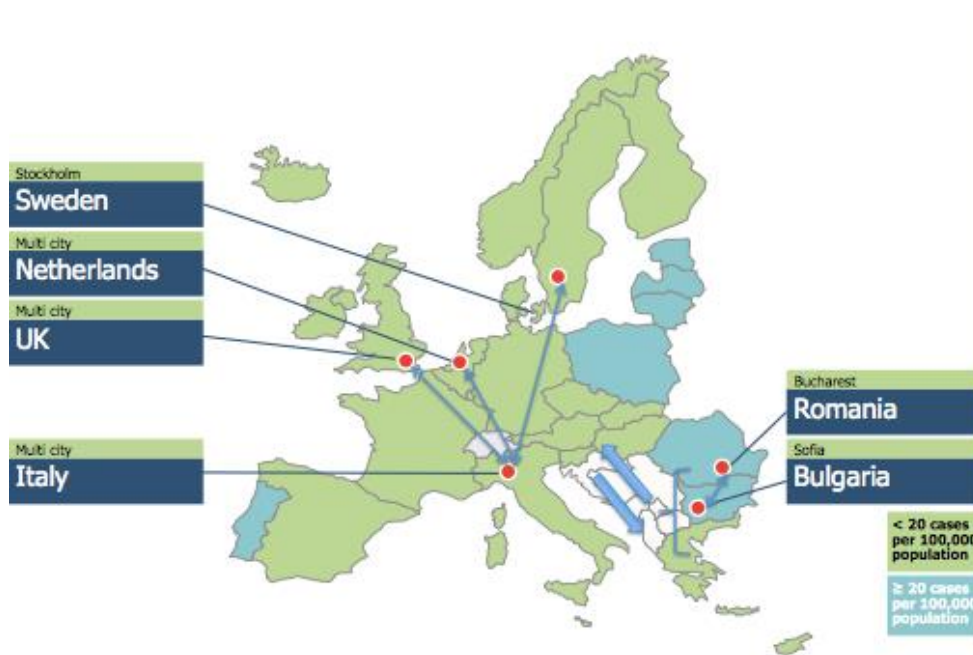 Stockholm
Sweden
Multi city
Netherlands
Multi city
UK
Multi city
Italy
Bucharest
Romania
Sofia
Bulgaria
< 20 cases
per 100,000
population
≥ 20 cases
per 100,000
population